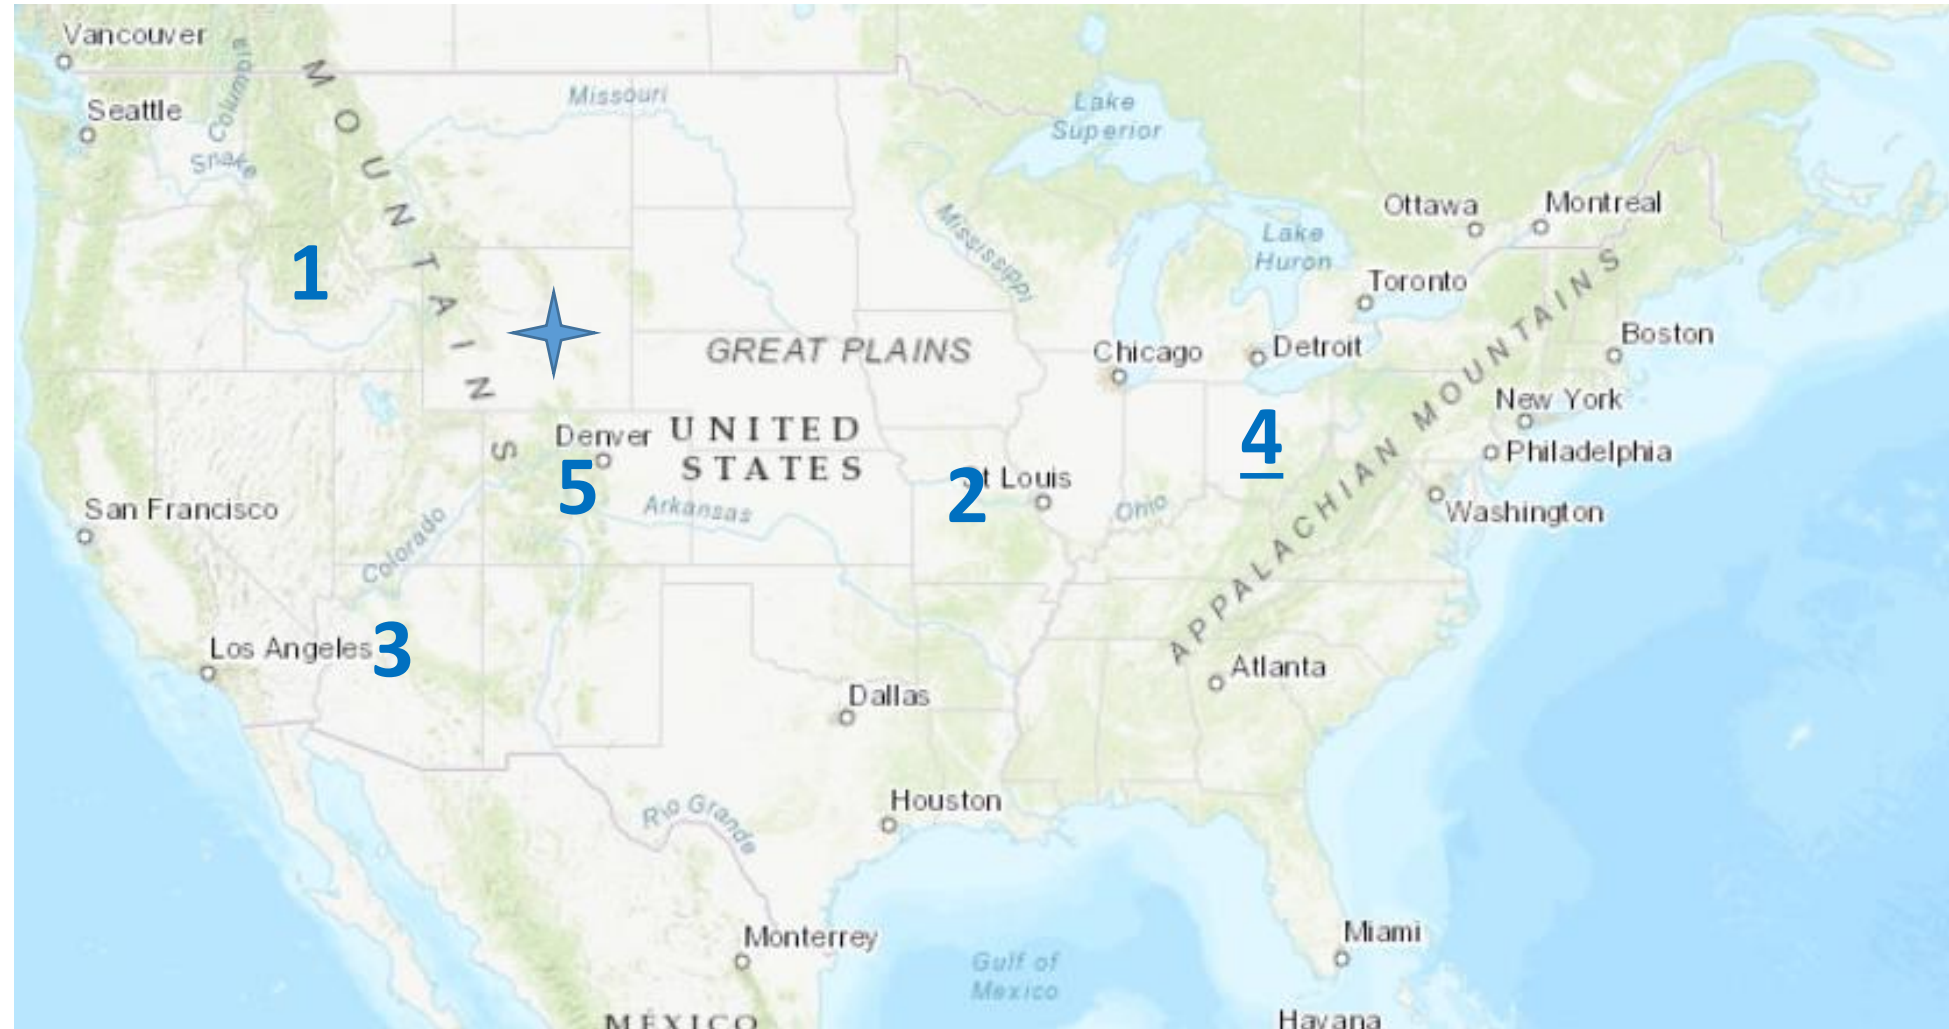 Vancouver
Seattle
Columbia
Snake
MOUNTAINS
Missouri
Lake
Superior
Mississippi
Ottawa
Montreal
Lake
Huron
Toronto
1
GREAT PLAINS
Chicago
Detroit
Boston
APPALACHIAN MOUNTAINS
New York
Denver
UNITED
STATES
4
Philadelphia
5
2
t Louis
San Francisco
Colorado
Arkansas
Ohio
Washington
Los Angeles
3
Atlanta
Dallas
Houston
Rio Grande
Monterrey
Gulf of
Mexico
Miami
MÉXICO
Havana